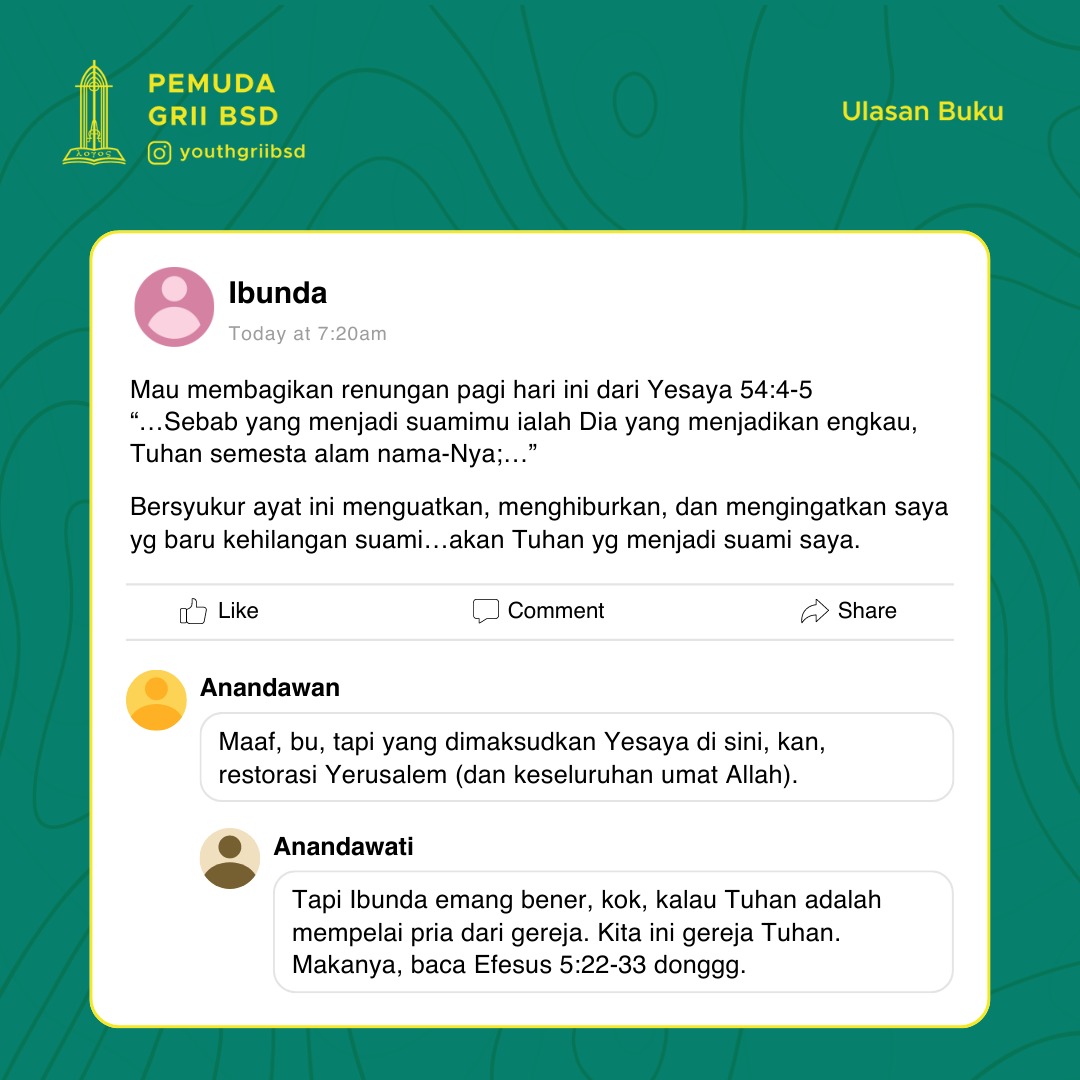 PEMUDA
GRII BSD
youthgriibsd
Ulasan Buku
ΛΟΓΟΣ
Ibunda
Today at 7:20am
Mau membagikan renungan pagi hari ini dari Yesaya 54:4-5
“…Sebab yang menjadi suamimu ialah Dia yang menjadikan engkau,
Tuhan semesta alam nama-Nya;…”
Bersyukur ayat ini menguatkan, menghiburkan, dan mengingatkan saya
yg baru kehilangan suami…akan Tuhan yg menjadi suami saya.
Like
Comment
Share
Anandawan
Maaf, bu, tapi yang dimaksudkan Yesaya di sini, kan,
restorasi Yerusalem (dan keseluruhan umat Allah).
Anandawati
Tapi Ibunda emang bener, kok, kalau Tuhan adalah
mempelai pria dari gereja. Kita ini gereja Tuhan.
Makanya, baca Efesus 5:22-33 donggg.